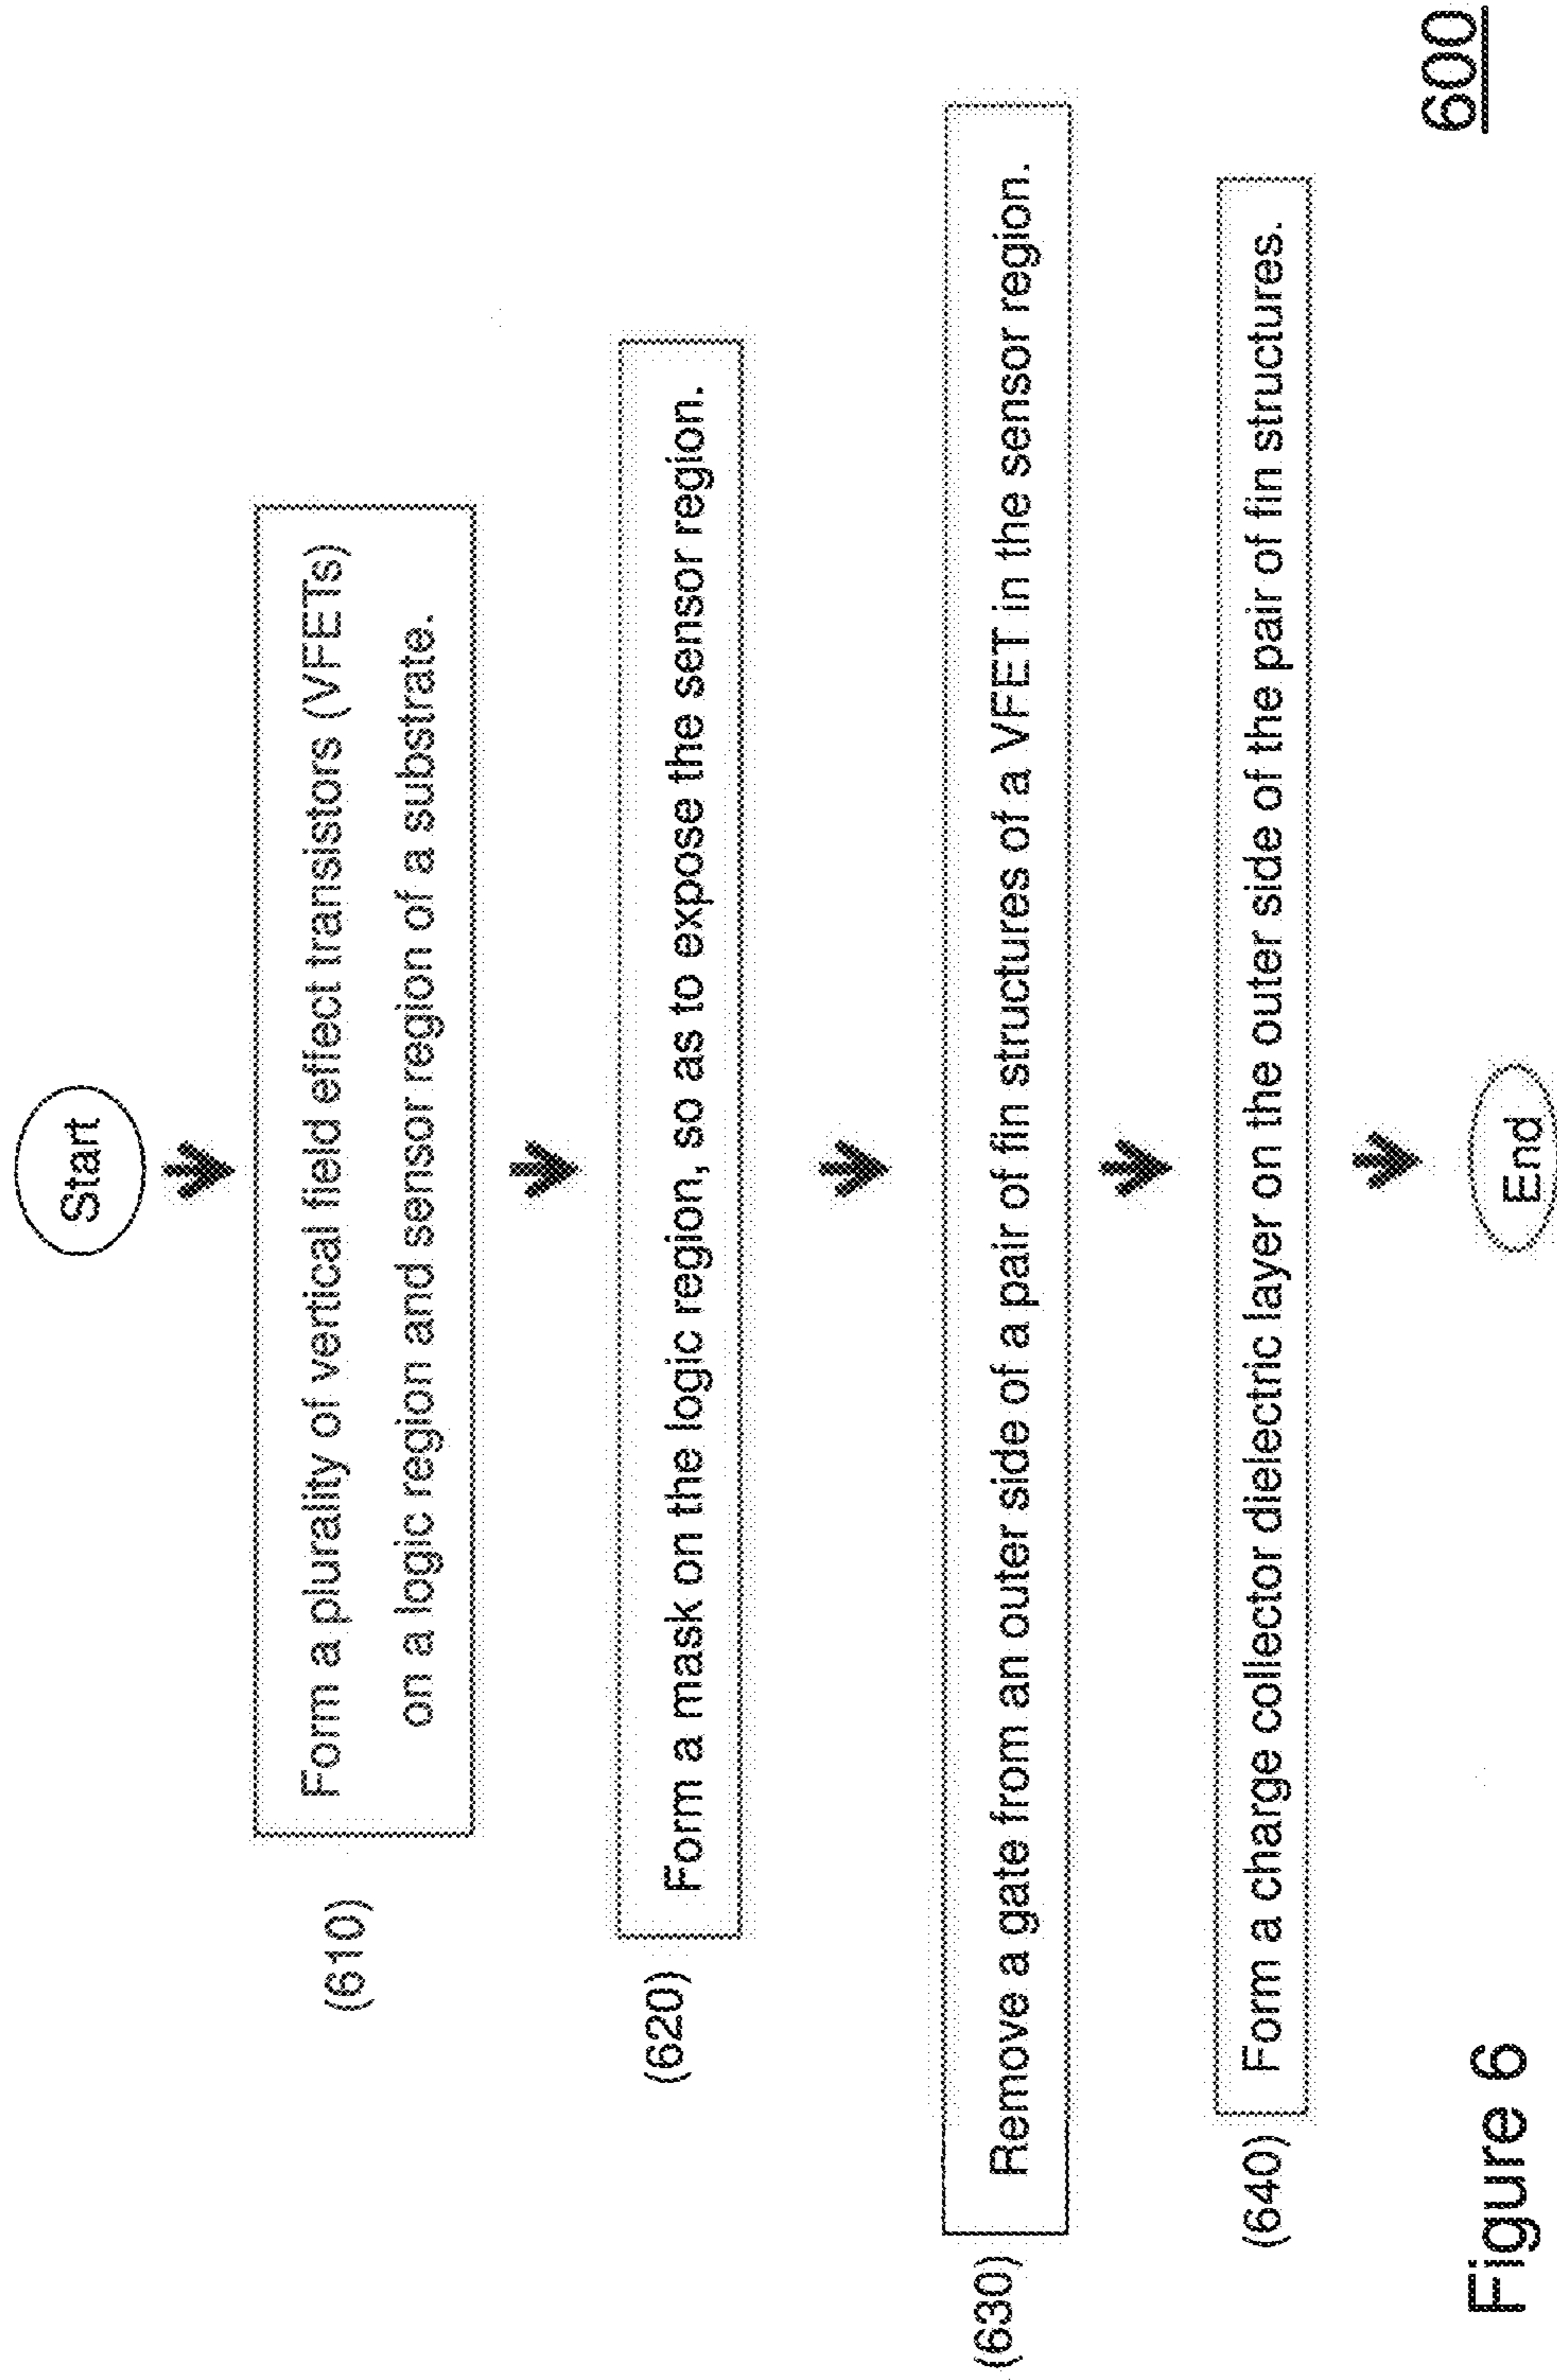 Start
(610)
Form a plurality of vertical field effect transistors (VFETs)
on a logic region and sensor region of a substrate.
(620)
Form a mask on the logic region, so as to expose the sensor region.
(630)
Remove a gate from an outer side of a pair of fin structures of a VFET in the sensor region.
(640)
Form a charge collector dielectric layer on the outer side of the pair of fin structures.
End
Figure 6
600